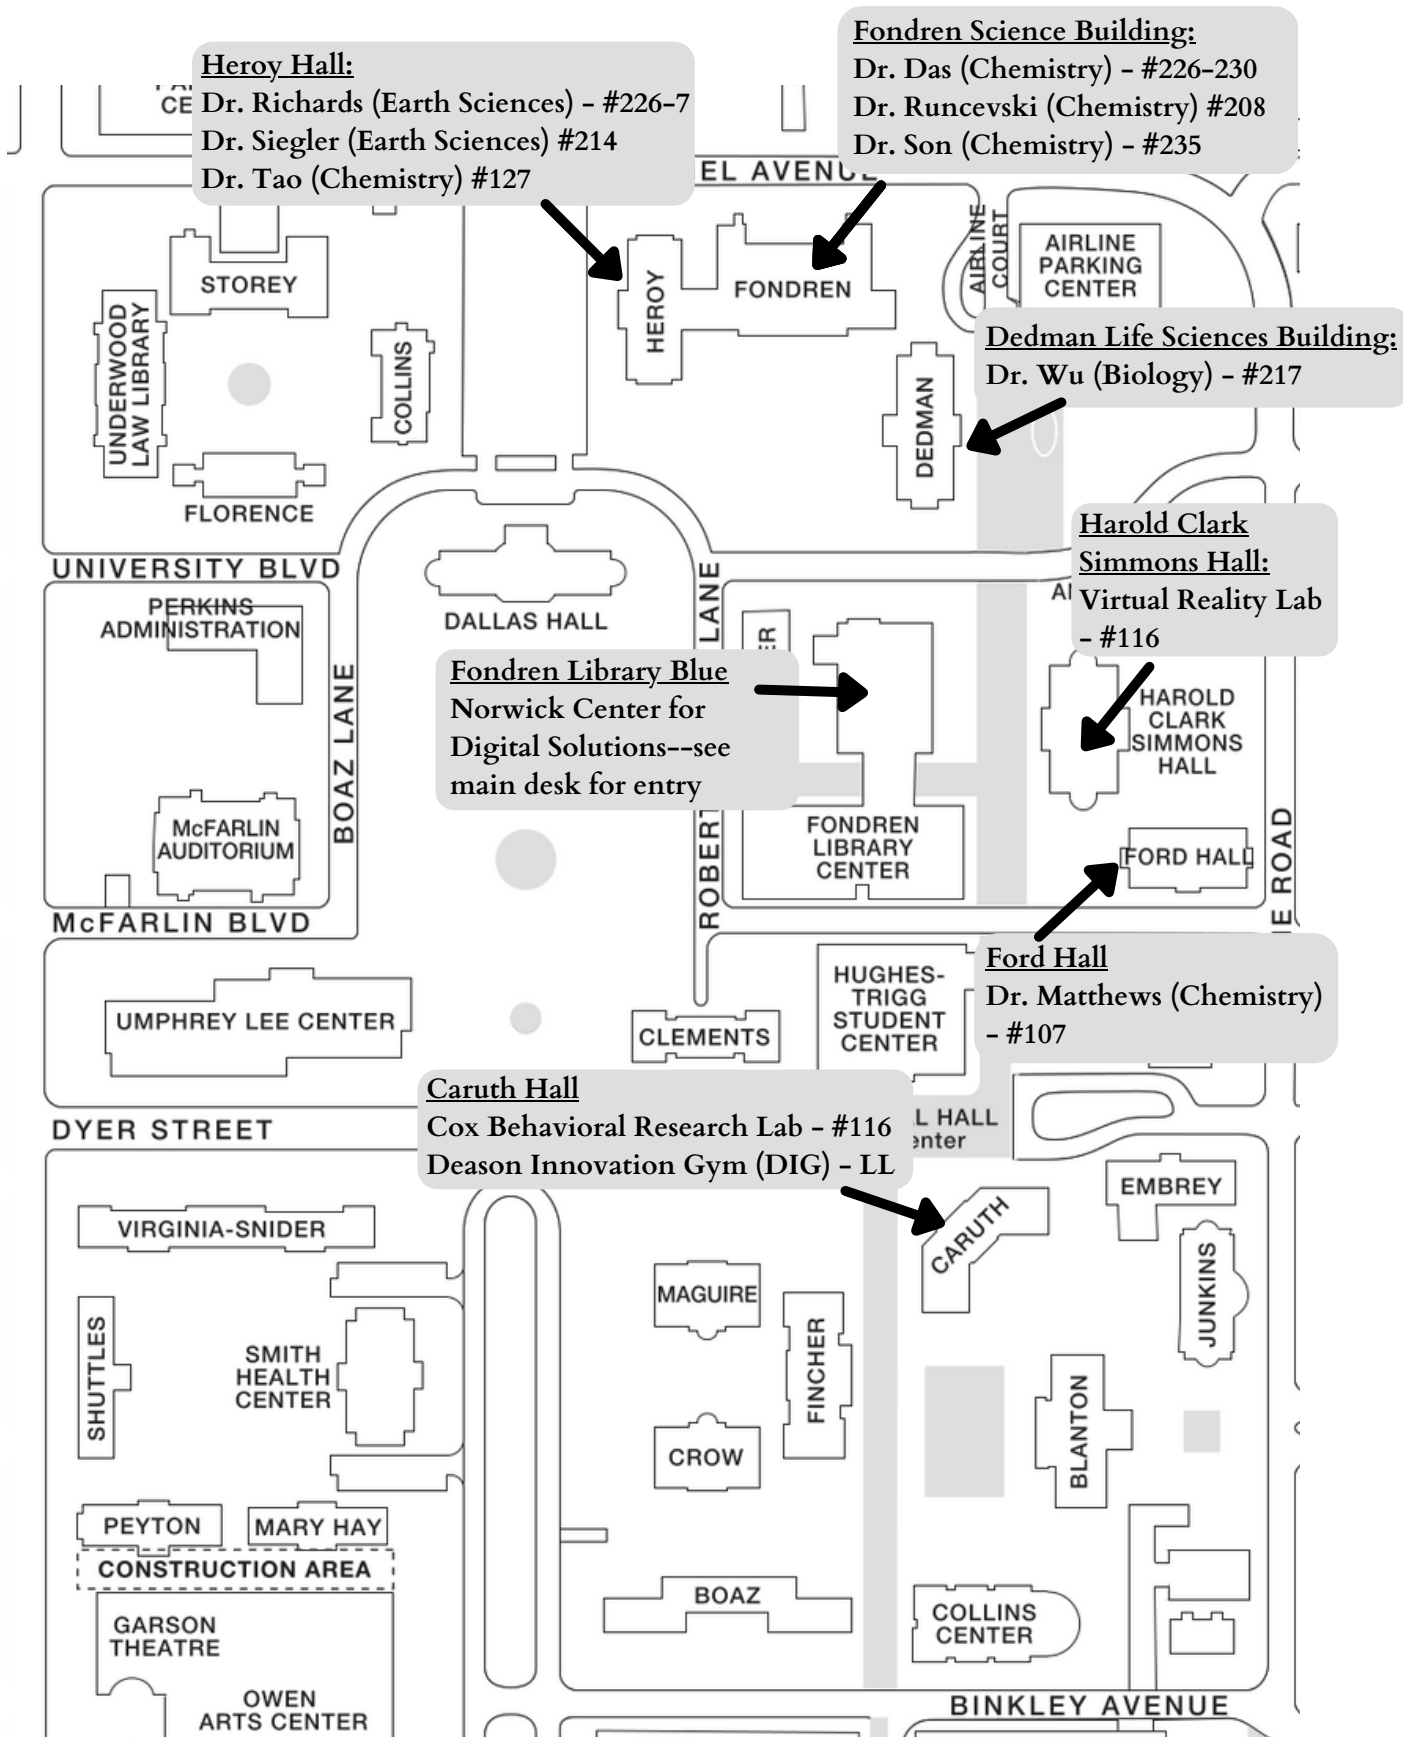 Heroy Hall:
Dr. Richards (Earth Sciences) - #226-7
Dr. Siegler (Earth Sciences) #214
Dr. Tao (Chemistry) #127
Fondren Science Building:
Dr. Das (Chemistry) - #226-230
Dr. Runcevski (Chemistry) #208
Dr. Son (Chemistry) - #235
CE
EL AVENUE
STOREY
HEROY
FONDREN
AIRLINE
COURT
AIRLINE
PARKING
CENTER
Dedman Life Sciences Building:
Dr. Wu (Biology) - #217
UNDERWOOD
LAW LIBRARY
COLLINS
DEDMAN
FLORENCE
Harold Clark
Simmons Hall:
Virtual Reality Lab
- #116
UNIVERSITY BLVD
PERKINS
ADMINISTRATION
DALLAS HALL
LANE
ER
Fondren Library Blue
Norwick Center for
Digital Solutions--see
main desk for entry
BOAZ LANE
HAROLD
CLARK
SIMMONS
HALL
McFARLIN
AUDITORIUM
ROBERT
FONDREN
LIBRARY
CENTER
FORD HALL
E ROAD
McFARLIN BLVD
Ford Hall
Dr. Matthews (Chemistry)
- #107
UMPHREY LEE CENTER
CLEMENTS
HUGHES-
TRIGG
STUDENT
CENTER
Caruth Hall
Cox Behavioral Research Lab - #116
Deason Innovation Gym (DIG) - LL
L HALL
enter
DYER STREET
VIRGINIA-SNIDER
CARUTH
EMBREY
JUNKINS
MAGUIRE
FINCHER
SHUTTLES
SMITH
HEALTH
CENTER
CROW
BLANTON
PEYTON
MARY HAY
CONSTRUCTION AREA
GARSON
THEATRE
BOAZ
COLLINS
CENTER
OWEN
ARTS CENTER
BINKLEY AVENUE